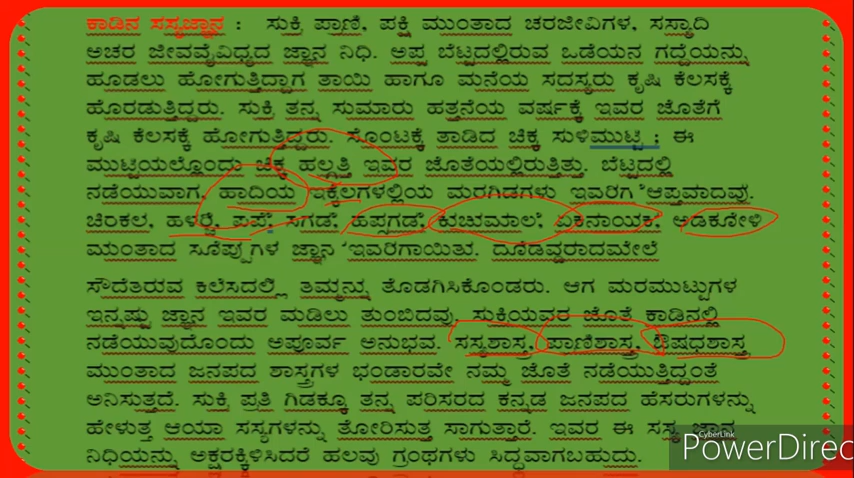 ಕಾಡಿನ ಸಸ್ಯಜ್ಞಾನ : ಸುಕ್ರಿ ಪ್ರಾಣಿ, ಪಕ್ಷಿ ಮುಂತಾದ ಚರಜೀವಿಗಳ, ಸಸ್ಯಾದಿ
ಅಚರ ಜೀವವೈವಿಧ್ಯದ ಜ್ಞಾನ ನಿಧಿ. ಅಪ್ಪ ಬೆಟ್ಟದಲ್ಲಿರುವ ಒಡೆಯನ ಗದ್ದೆಯನ್ನು
ಹೂಡಲು ಹೋಗುತ್ತಿದ್ದಾಗ ತಾಯಿ ಹಾಗೂ ಮನೆಯ ಸದಸ್ಯರು ಕೃಷಿ ಕೆಲಸಕ್ಕೆ
ಹೊರಡುತ್ತಿದ್ದರು. ಸುಕ್ರಿ ತನ್ನ ಸುಮಾರು ಹತ್ತನೆಯ ವರ್ಷಕ್ಕೆ ಇವರ ಜೊತೆಗೆ
ಕೃಷಿ ಕೆಲಸಕ್ಕೆ ಹೋಗುತ್ತಿದ್ದರು. ಸೊಂಟಕ್ಕೆ ತಾಡಿದ ಚಿಕ್ಕ ಸುಳಿಮುಟ್ಟಿ : ಈ
ಮುಟ್ಟಿಯಲ್ಲೊಂದು ಚಿಕ್ಕ ಹಲ್ಗತ್ತಿ ಇವರ ಜೊತೆಯಲ್ಲಿರುತ್ತಿತ್ತು. ಬೆಟ್ಟದಲ್ಲಿ
ನಡೆಯುವಾಗ ಹಾದಿಯ ಇಕ್ಕೆಲಗಳಲ್ಲಿಯ ಮರಗಿಡಗಳು ಇವರಿಗೆ ಆಪ್ತವಾದವು.
ಚಿರಕಲ, ಸಗಡೆ, ಏಕನಾಯಕ,
ಮುಂತಾದ ಸೊಪ್ಪುಗಳ ಜ್ಞಾನ ಇವರಿಗಾಯಿತು. ದೊಡ್ಡವರಾದಮೇಲೆ
ಸೌದೆತರುವ ಕೆಲಸದಲ್ಲಿ ತಮ್ಮನ್ನು ತೊಡಗಿಸಿಕೊಂಡರು. ಆಗ ಮರಮುಟ್ಟುಗಳ
ಇನ್ನಷ್ಟು ಜ್ಞಾನ ಇವರ ಮಡಿಲು ತುಂಬಿದವು. ಸುಕ್ರಿಯವರ ಜೊತೆ ಕಾಡಿನಲ್ಲಿ
ನಡೆಯುವುದೊಂದು ಅಪೂರ್ವ ಅನುಭವ. ಸಸ್ಯಶಾಸ್ತ್ರ, ಪ್ರಾಣಿಶಾಸ್ತ್ರ, ಔಷಧಶಾಸ್ತ್ರ
ಮುಂತಾದ ಜನಪದ ಶಾಸ್ತ್ರಗಳ ಭಂಡಾರವೇ ನಮ್ಮ ಜೊತೆ ನಡೆಯುತ್ತಿದ್ದಂತೆ
ಅನಿಸುತ್ತದೆ. ಸುಕ್ರಿ ಪ್ರತಿ ಗಿಡಕ್ಕೂ ತನ್ನ ಪರಿಸರದ ಕನ್ನಡ ಜನಪದ ಹೆಸರುಗಳನ್ನು
ಹೇಳುತ್ತ ಆಯಾ ಸಸ್ಯಗಳನ್ನು ತೋರಿಸುತ್ತ ಸಾಗುತ್ತಾರೆ. ಇವರ ಈ ಸಸ್ಯ ಜ್ಞಾನ
ನಿಧಿಯನ್ನು ಅಕ್ಷರಕ್ಕಿಳಿಸಿದರೆ ಹಲವು ಗ್ರಂಥಗಳು ಸಿದ್ಧವಾಗಬಹುದು.
CyberLink
PowerDirec